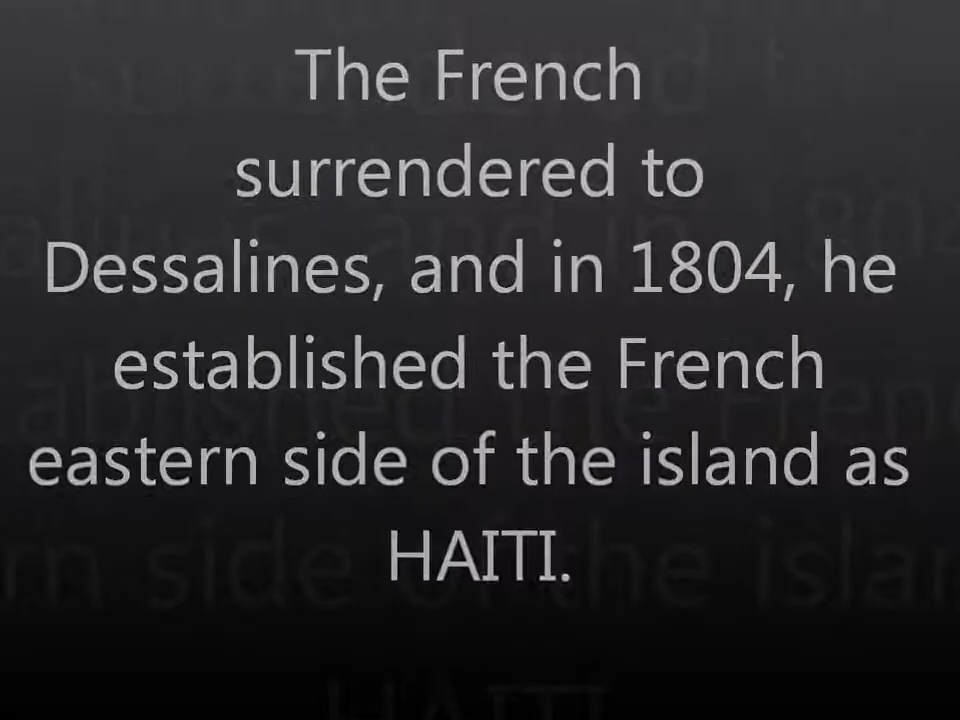 The French
surrendered to
Dessalines, and in 1804, he
established the French
eastern side of the island as
HAITI.